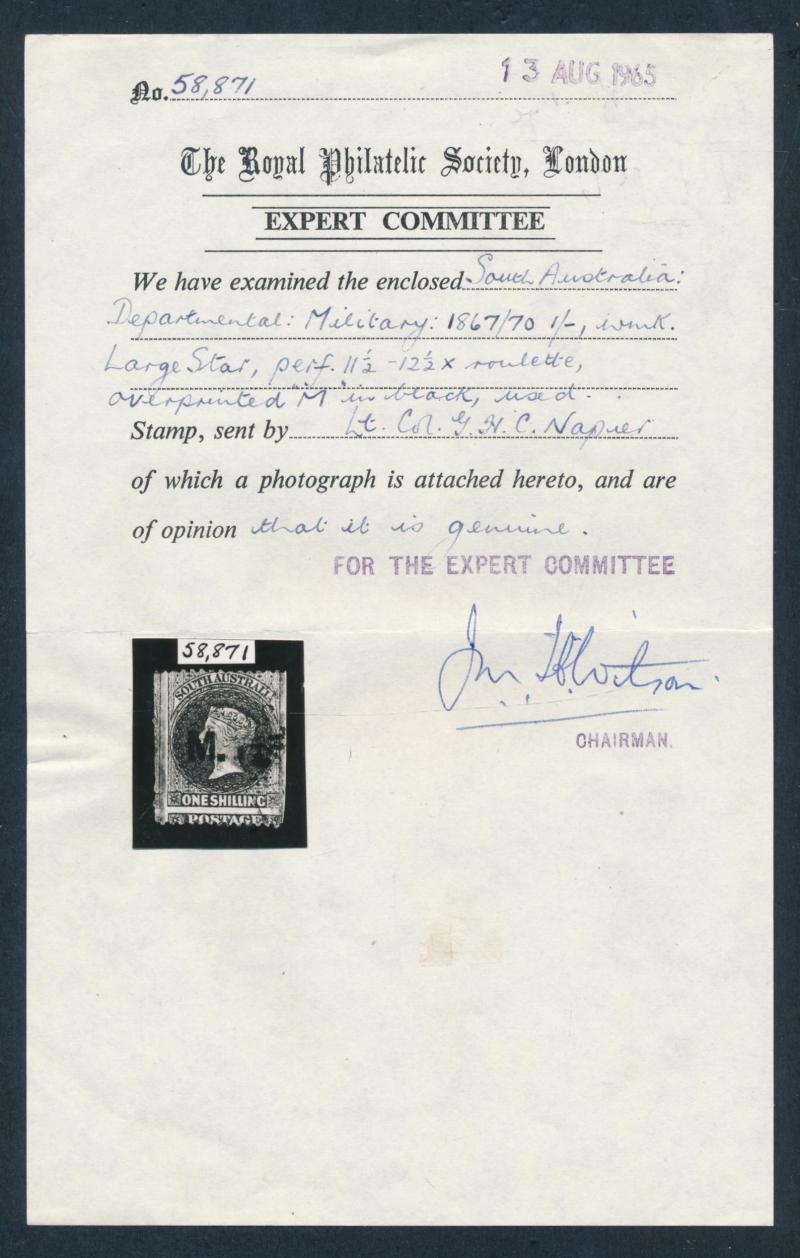 No. 58,871
13 AUG 1965
The Royal Philatelic Society, London
EXPERT COMMITTEE
We have examined the enclosed South Australia:
Departmental: Military: 1867/70 1/-, wmk.
Large Star, perf. 11½ - 12½ x roulette,
overprinted "M" in black, used.
Stamp, sent by Lt. Col. G.H.C. Napier
of which a photograph is attached hereto, and are
of opinion that it is genuine.
FOR THE EXPERT COMMITTEE
58,871
SOUTH AUSTRALIA
M.
ONE SHILLING
POSTAGE
Wilson
CHAIRMAN.